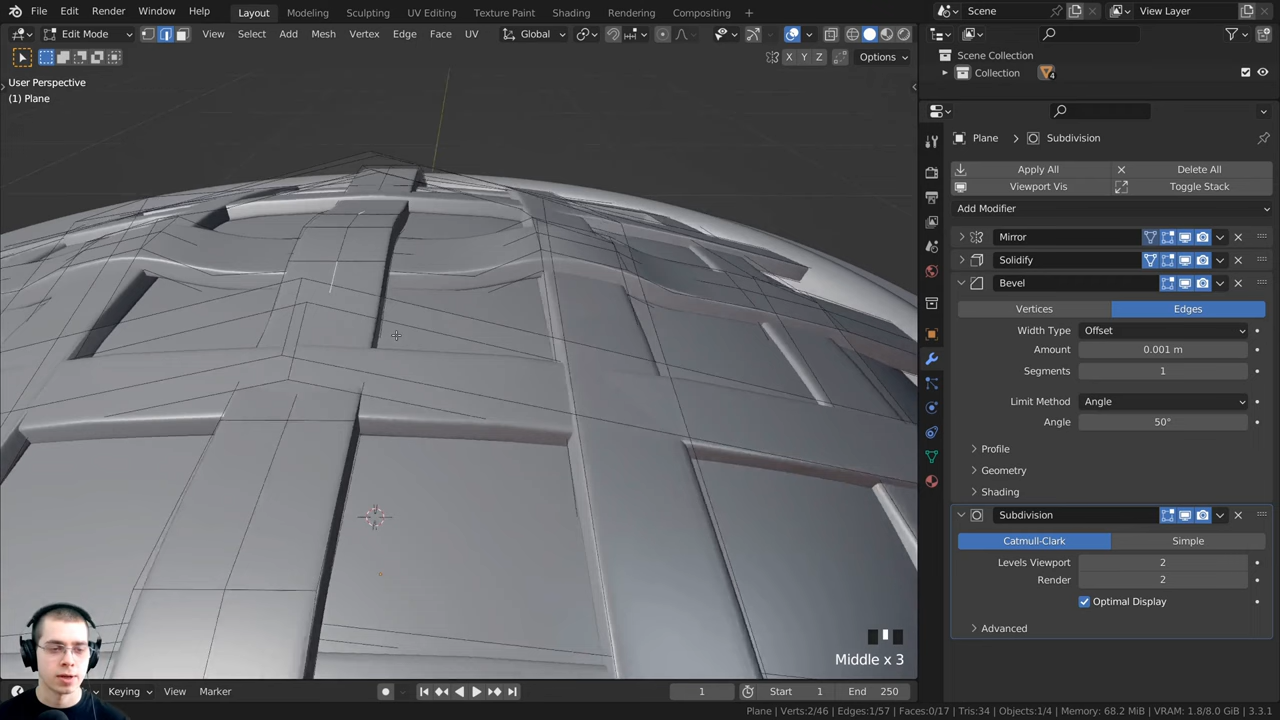 File Edit Render Window Help Layout Modeling Sculpting UV Editing Texture Paint Shading Rendering Compositing Scene View Layer
Edit Mode View Select Add Mesh Vertex Edge Face UV Global
X Y Z Options
Scene Collection
Collection 4
User Perspective
(1) Plane
Plane Subdivision
Apply All Delete All
Viewport Vis Toggle Stack
Add Modifier
Mirror
Solidify
Bevel
Vertices Edges
Width Type Offset
Amount 0.001 m
Segments 1
Limit Method Angle
Angle 50°
Profile
Geometry
Shading
Subdivision
Catmull-Clark Simple
Levels Viewport 2
Render 2
Optimal Display
Advanced
Middle x 3
Keying View Marker 1 Start 1 End 250
Plane | Verts:2/46 | Edges:1/57 | Faces:0/17 | Tris:34 | Objects:1/4 | Memory: 68.2 MiB | VRAM: 1.8/8.0 GiB | 3.3.1